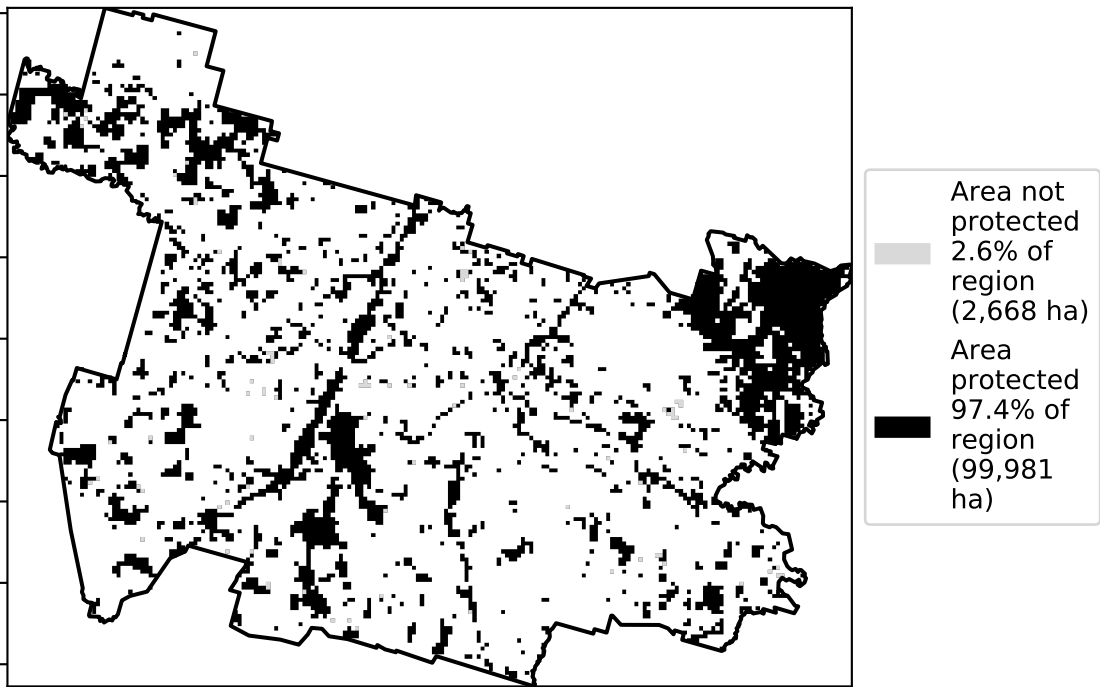 Area not
protected
2.6% of
region
(2,668 ha)
Area
protected
97.4% of
region
(99,981
ha)